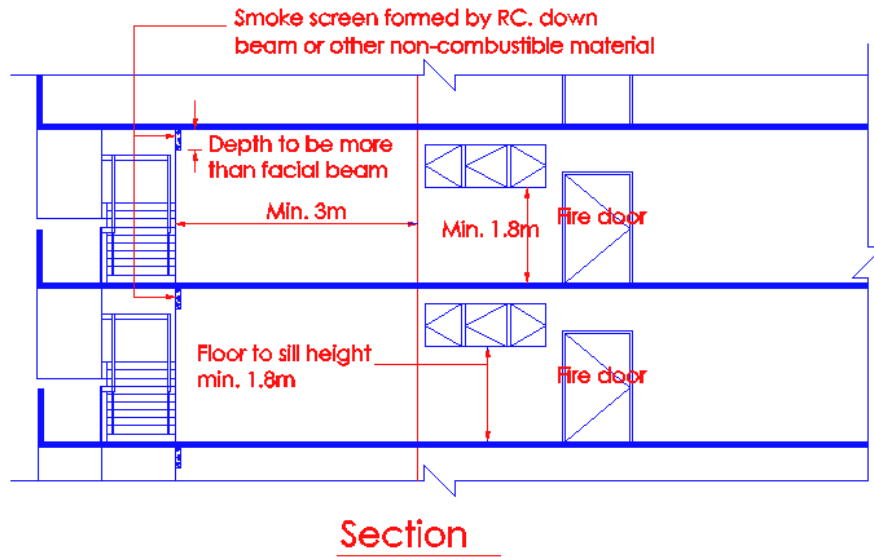 Smoke screen formed by RC. down
beam or other non-combustible material
Depth to be more
than facial beam
Min. 3m
Min. 1.8m
Fire door
Floor to sill height
min. 1.8m
Fire door
Section